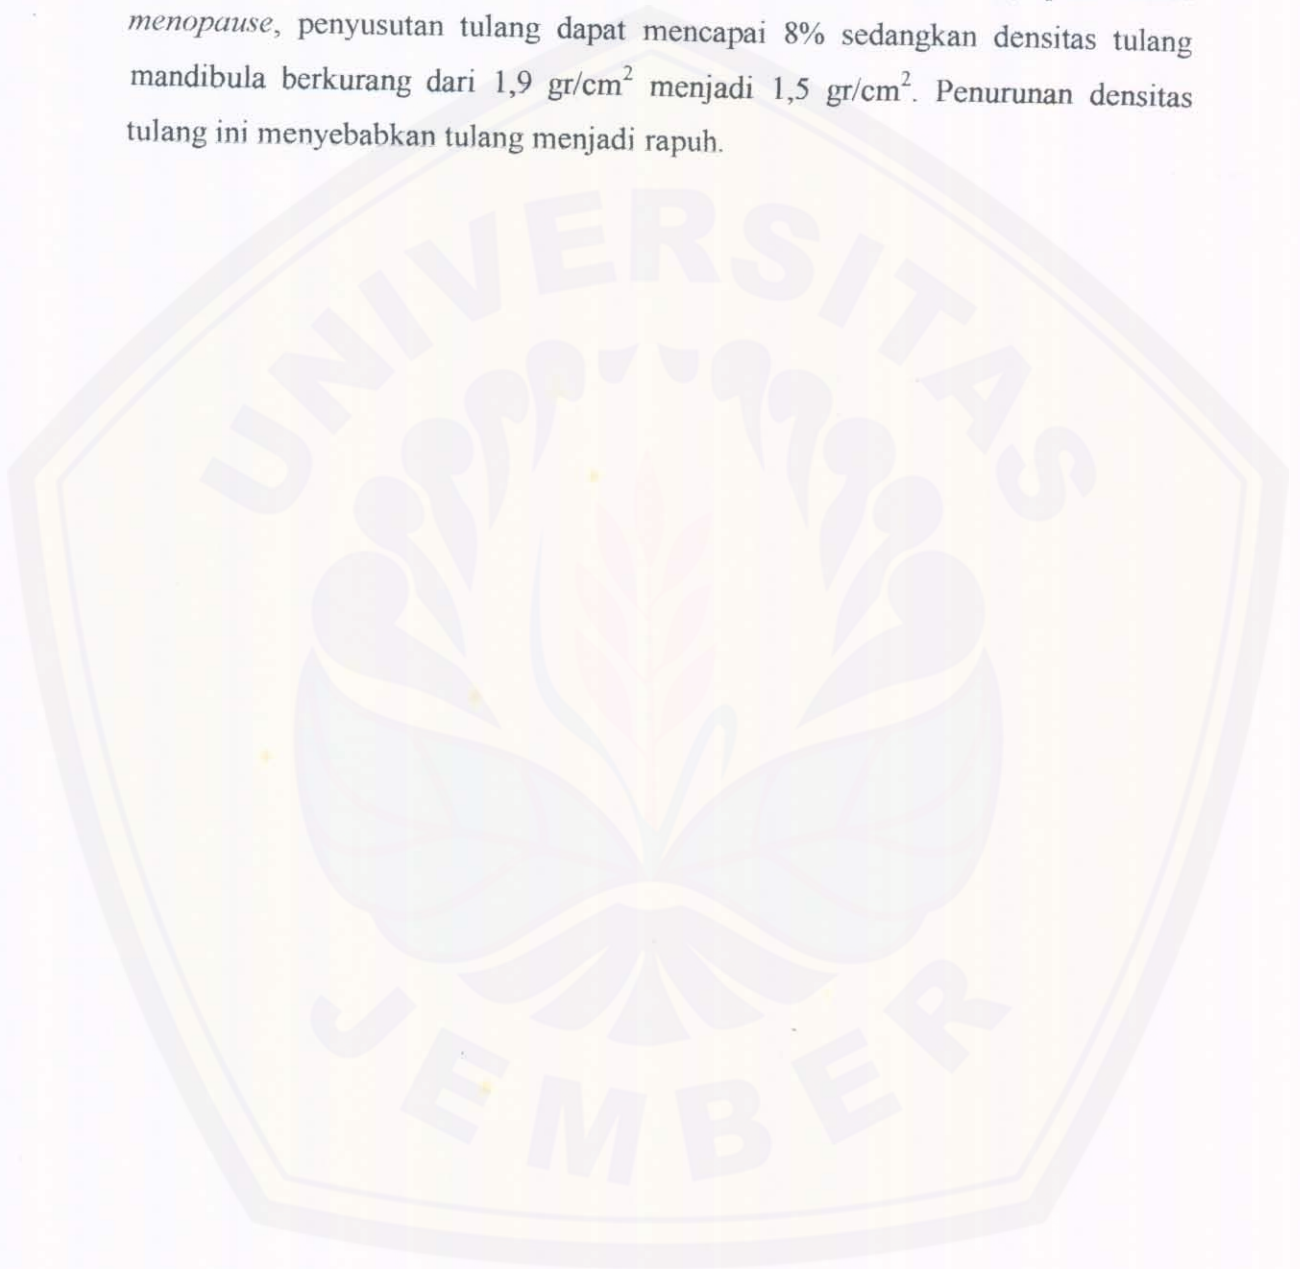 menopause, penyusutan tulang dapat mencapai 8% sedangkan densitas tulang
mandibula berkurang dari 1,9 gr/cm² menjadi 1,5 gr/cm². Penurunan densitas
tulang ini menyebabkan tulang menjadi rapuh.
UNIVERSITAS
JEMBER